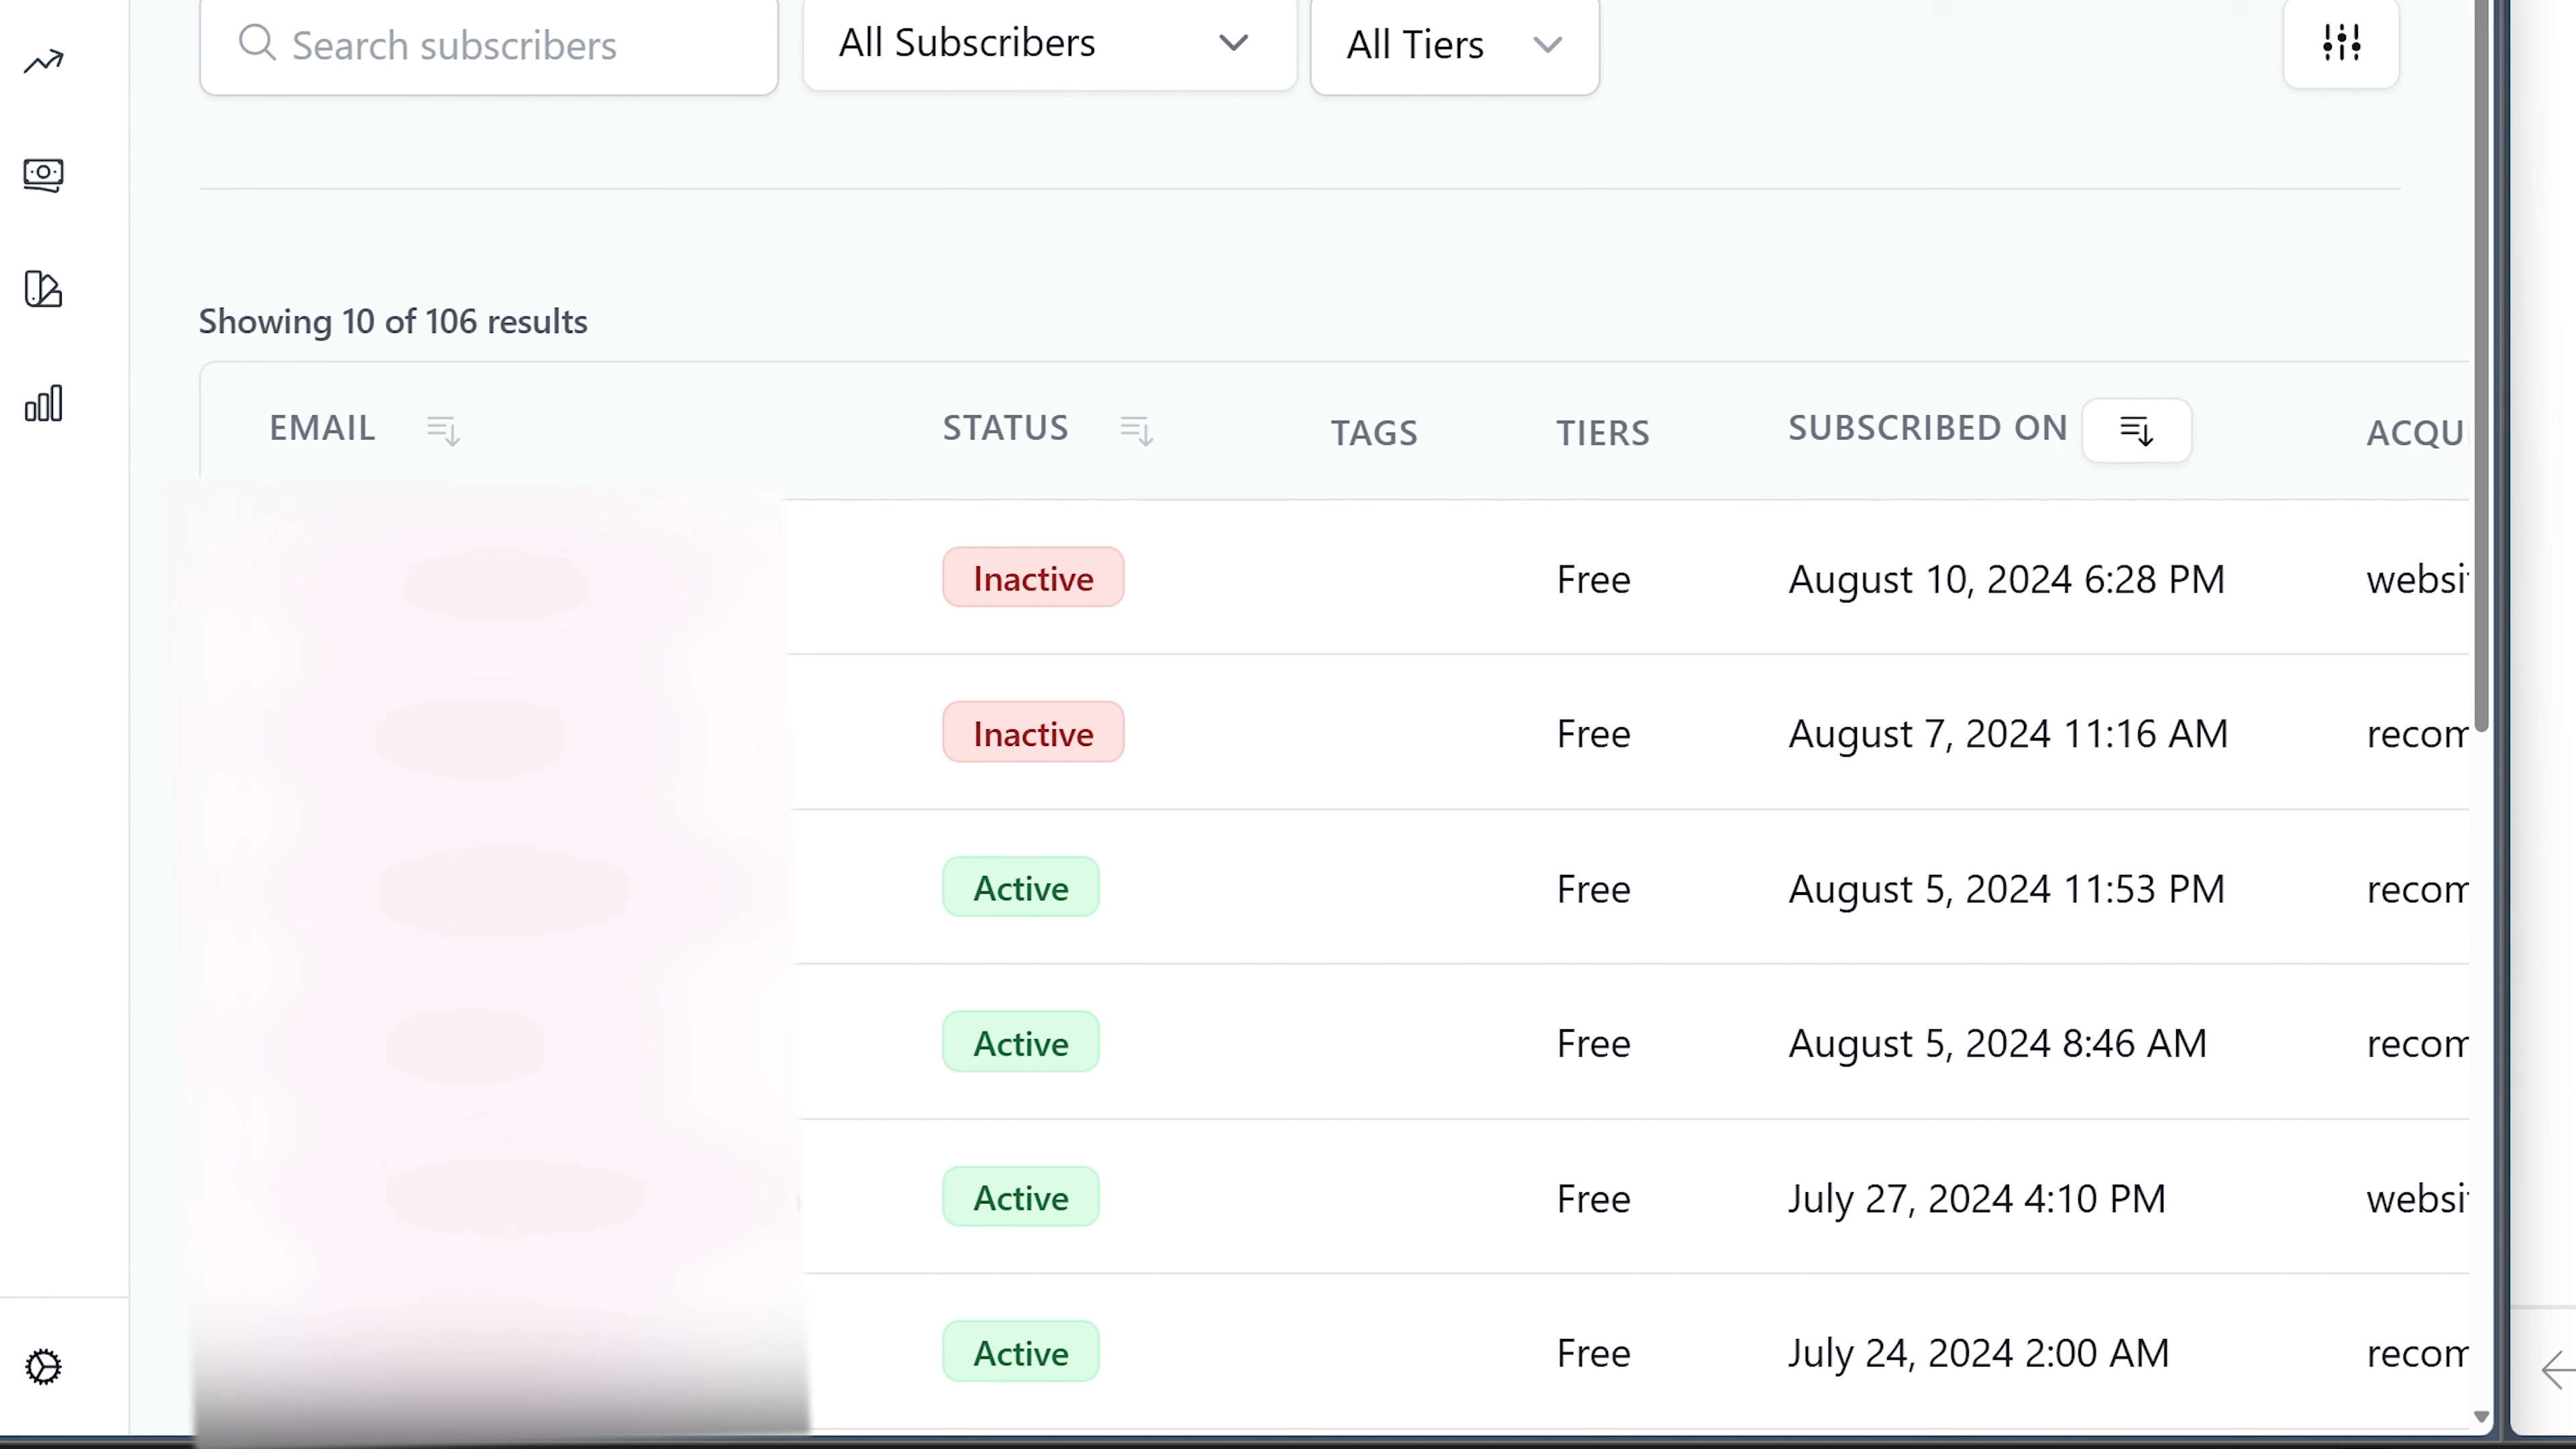 Search subscribers All Subscribers All Tiers
Showing 10 of 106 results
EMAIL STATUS TAGS TIERS SUBSCRIBED ON ACQU
Inactive Free August 10, 2024 6:28 PM websi
Inactive Free August 7, 2024 11:16 AM recom
Active Free August 5, 2024 11:53 PM recom
Active Free August 5, 2024 8:46 AM recom
Active Free July 27, 2024 4:10 PM websi
Active Free July 24, 2024 2:00 AM recom